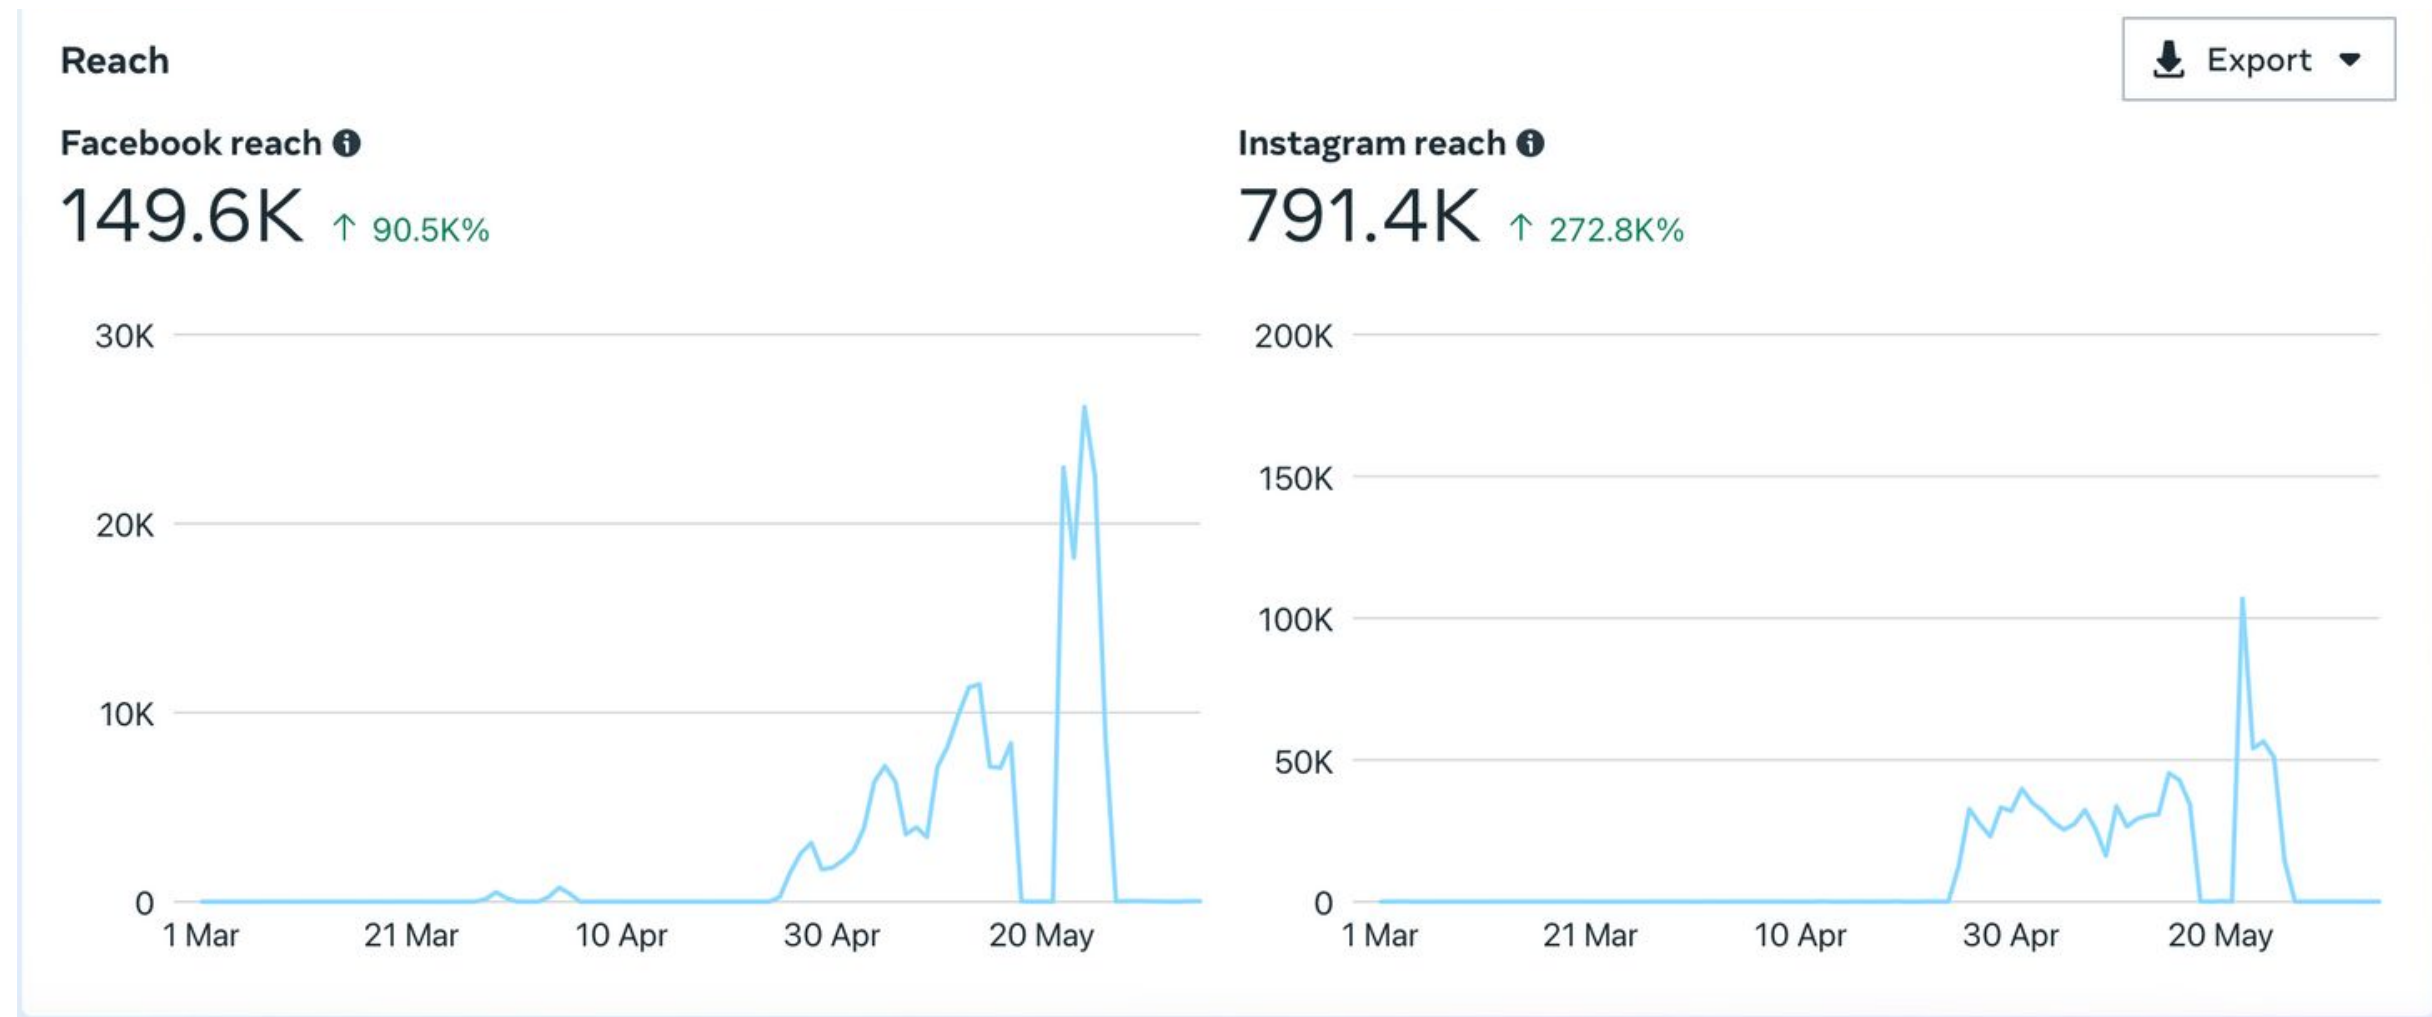 Reach
Export
Facebook reach
149.6K ↑ 90.5K%
30K
20K
10K
0
1 Mar 21 Mar 10 Apr 30 Apr 20 May
Instagram reach
791.4K ↑ 272.8K%
200K
150K
100K
50K
0
1 Mar 21 Mar 10 Apr 30 Apr 20 May